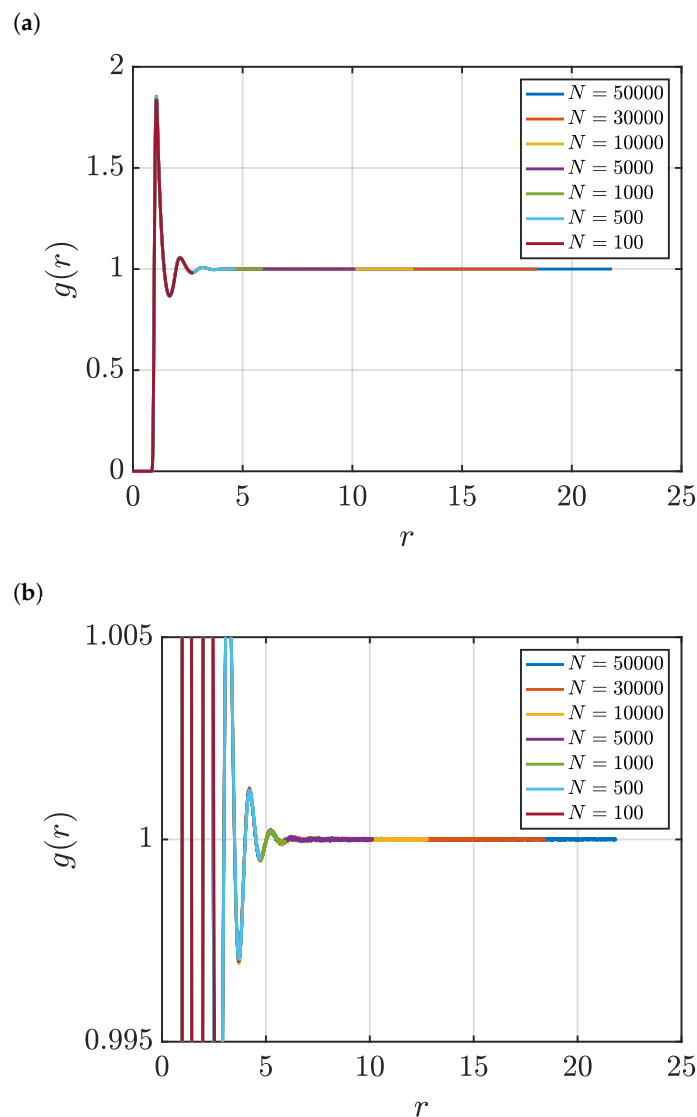 (a)
2
1.5
1
0.5
0
g(r)
0
5
10
15
20
25
r
N = 50000
N = 30000
N = 10000
N = 5000
N = 1000
N = 500
N = 100
(b)
1.005
1
0.995
g(r)
0
5
10
15
20
25
r
N = 50000
N = 30000
N = 10000
N = 5000
N = 1000
N = 500
N = 100